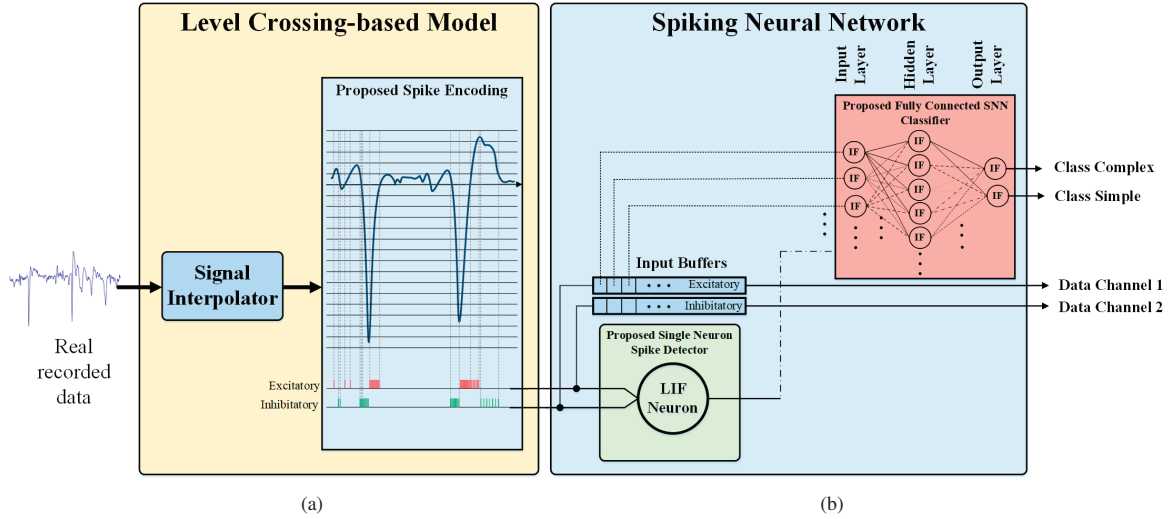 Level Crossing-based Model
Proposed Spike Encoding
Real
recorded
data
Signal
Interpolator
Excitatory
Inhibitatory
(a)
Spiking Neural Network
Input
Layer
Hidden
Layer
Output
Layer
Proposed Fully Connected SNN
Classifier
IF
IF
IF
IF
IF
IF
IF
IF
IF
IF
Class Complex
Class Simple
Input Buffers
Excitatory
Inhibitatory
Data Channel 1
Data Channel 2
Proposed Single Neuron
Spike Detector
LIF
Neuron
(b)